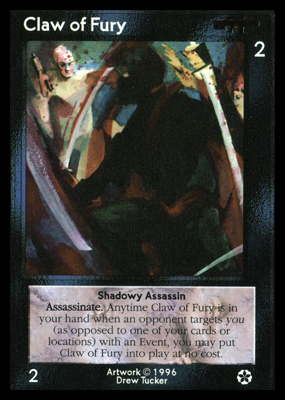 Claw of Fury
2
Shadowy Assassin
Assassinate. Anytime Claw of Fury is in
your hand when an opponent targets you
(as opposed to one of your cards or
locations) with an Event, you may put
Claw of Fury into play at no cost.
2
Artwork © 1996
Drew Tucker